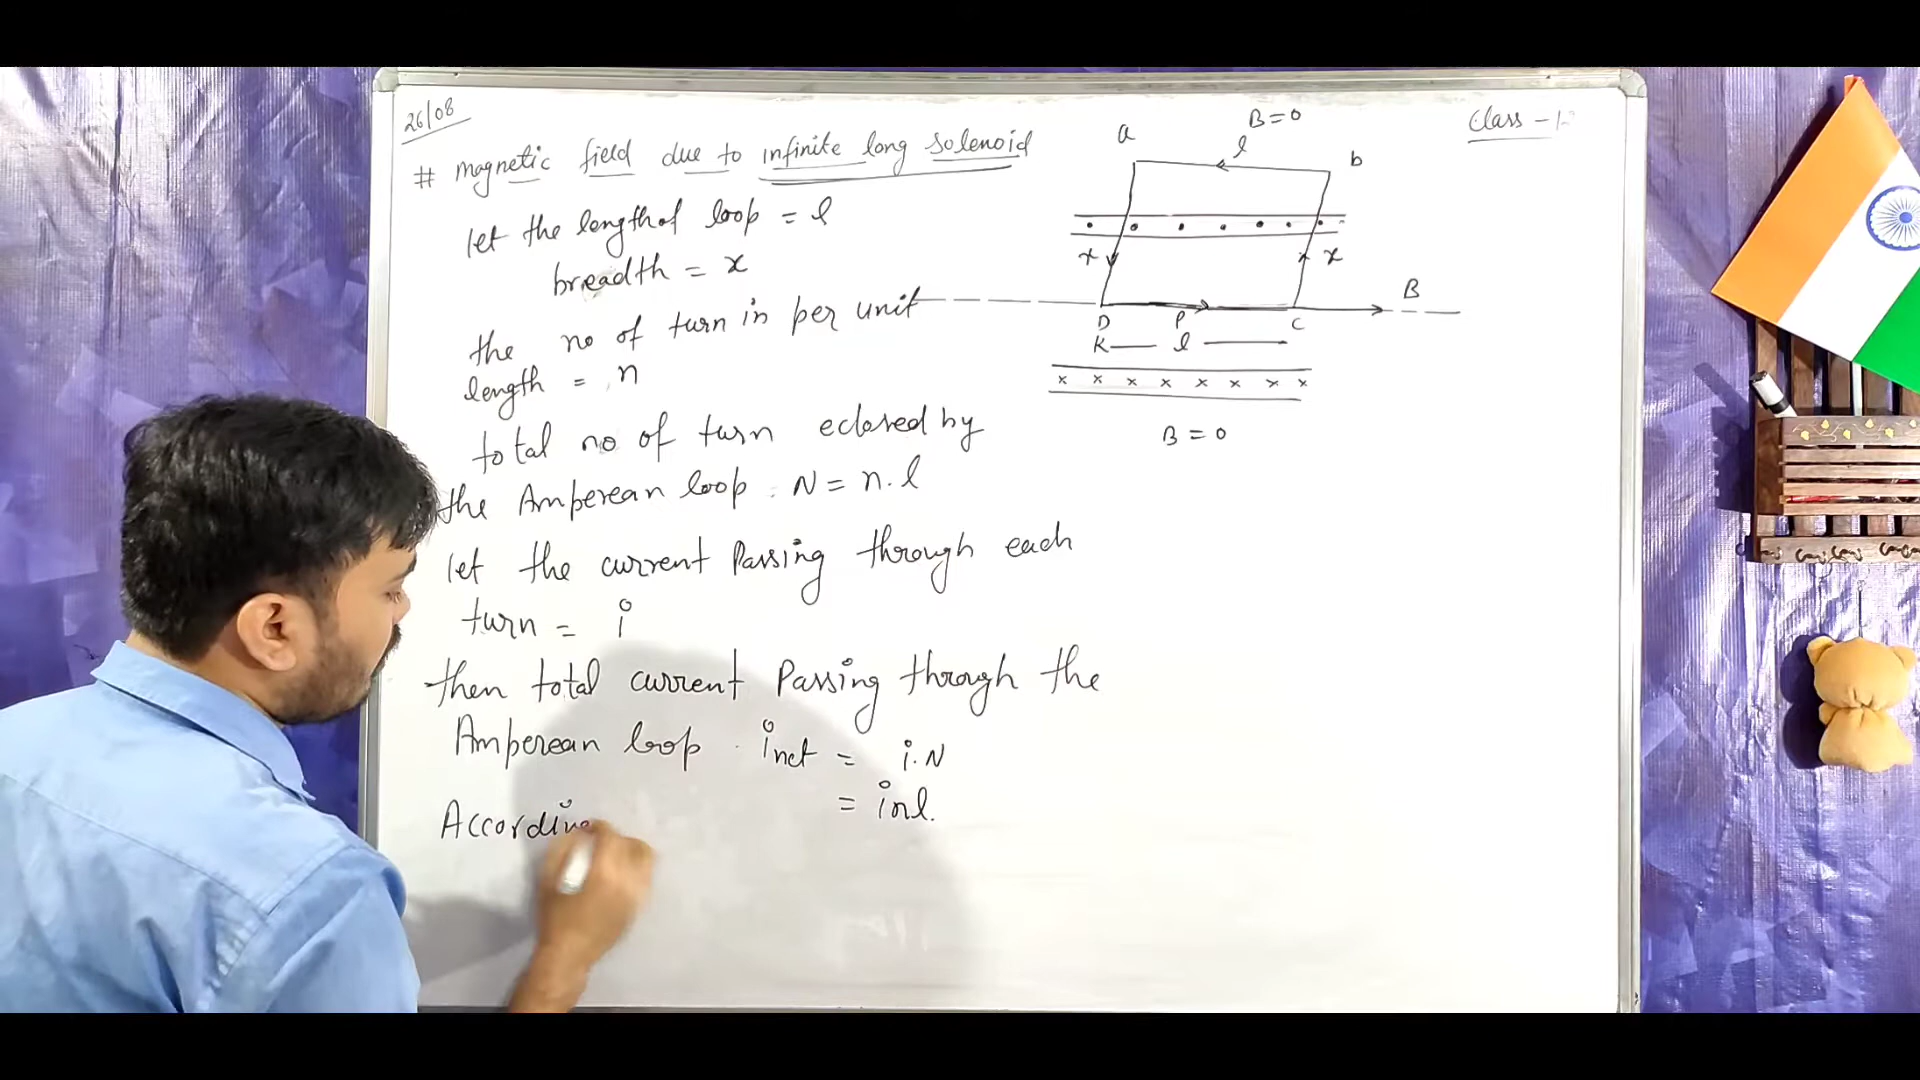 26/08
Class - 12
# magnetic field due to infinite long solenoid
let the length of loop = l
breadth = x
the no of turn in per unit
length = n
total no of turn eclosed by
the Amperean loop . N = n.l
let the current Passing through each
turn = i
then total current Passing through the
Amperean loop . inet = i.N
= inl.
Accordin
B = 0
a
l
b
x
x
B
D
P
C
K
l
x x x x x x x x
B = 0